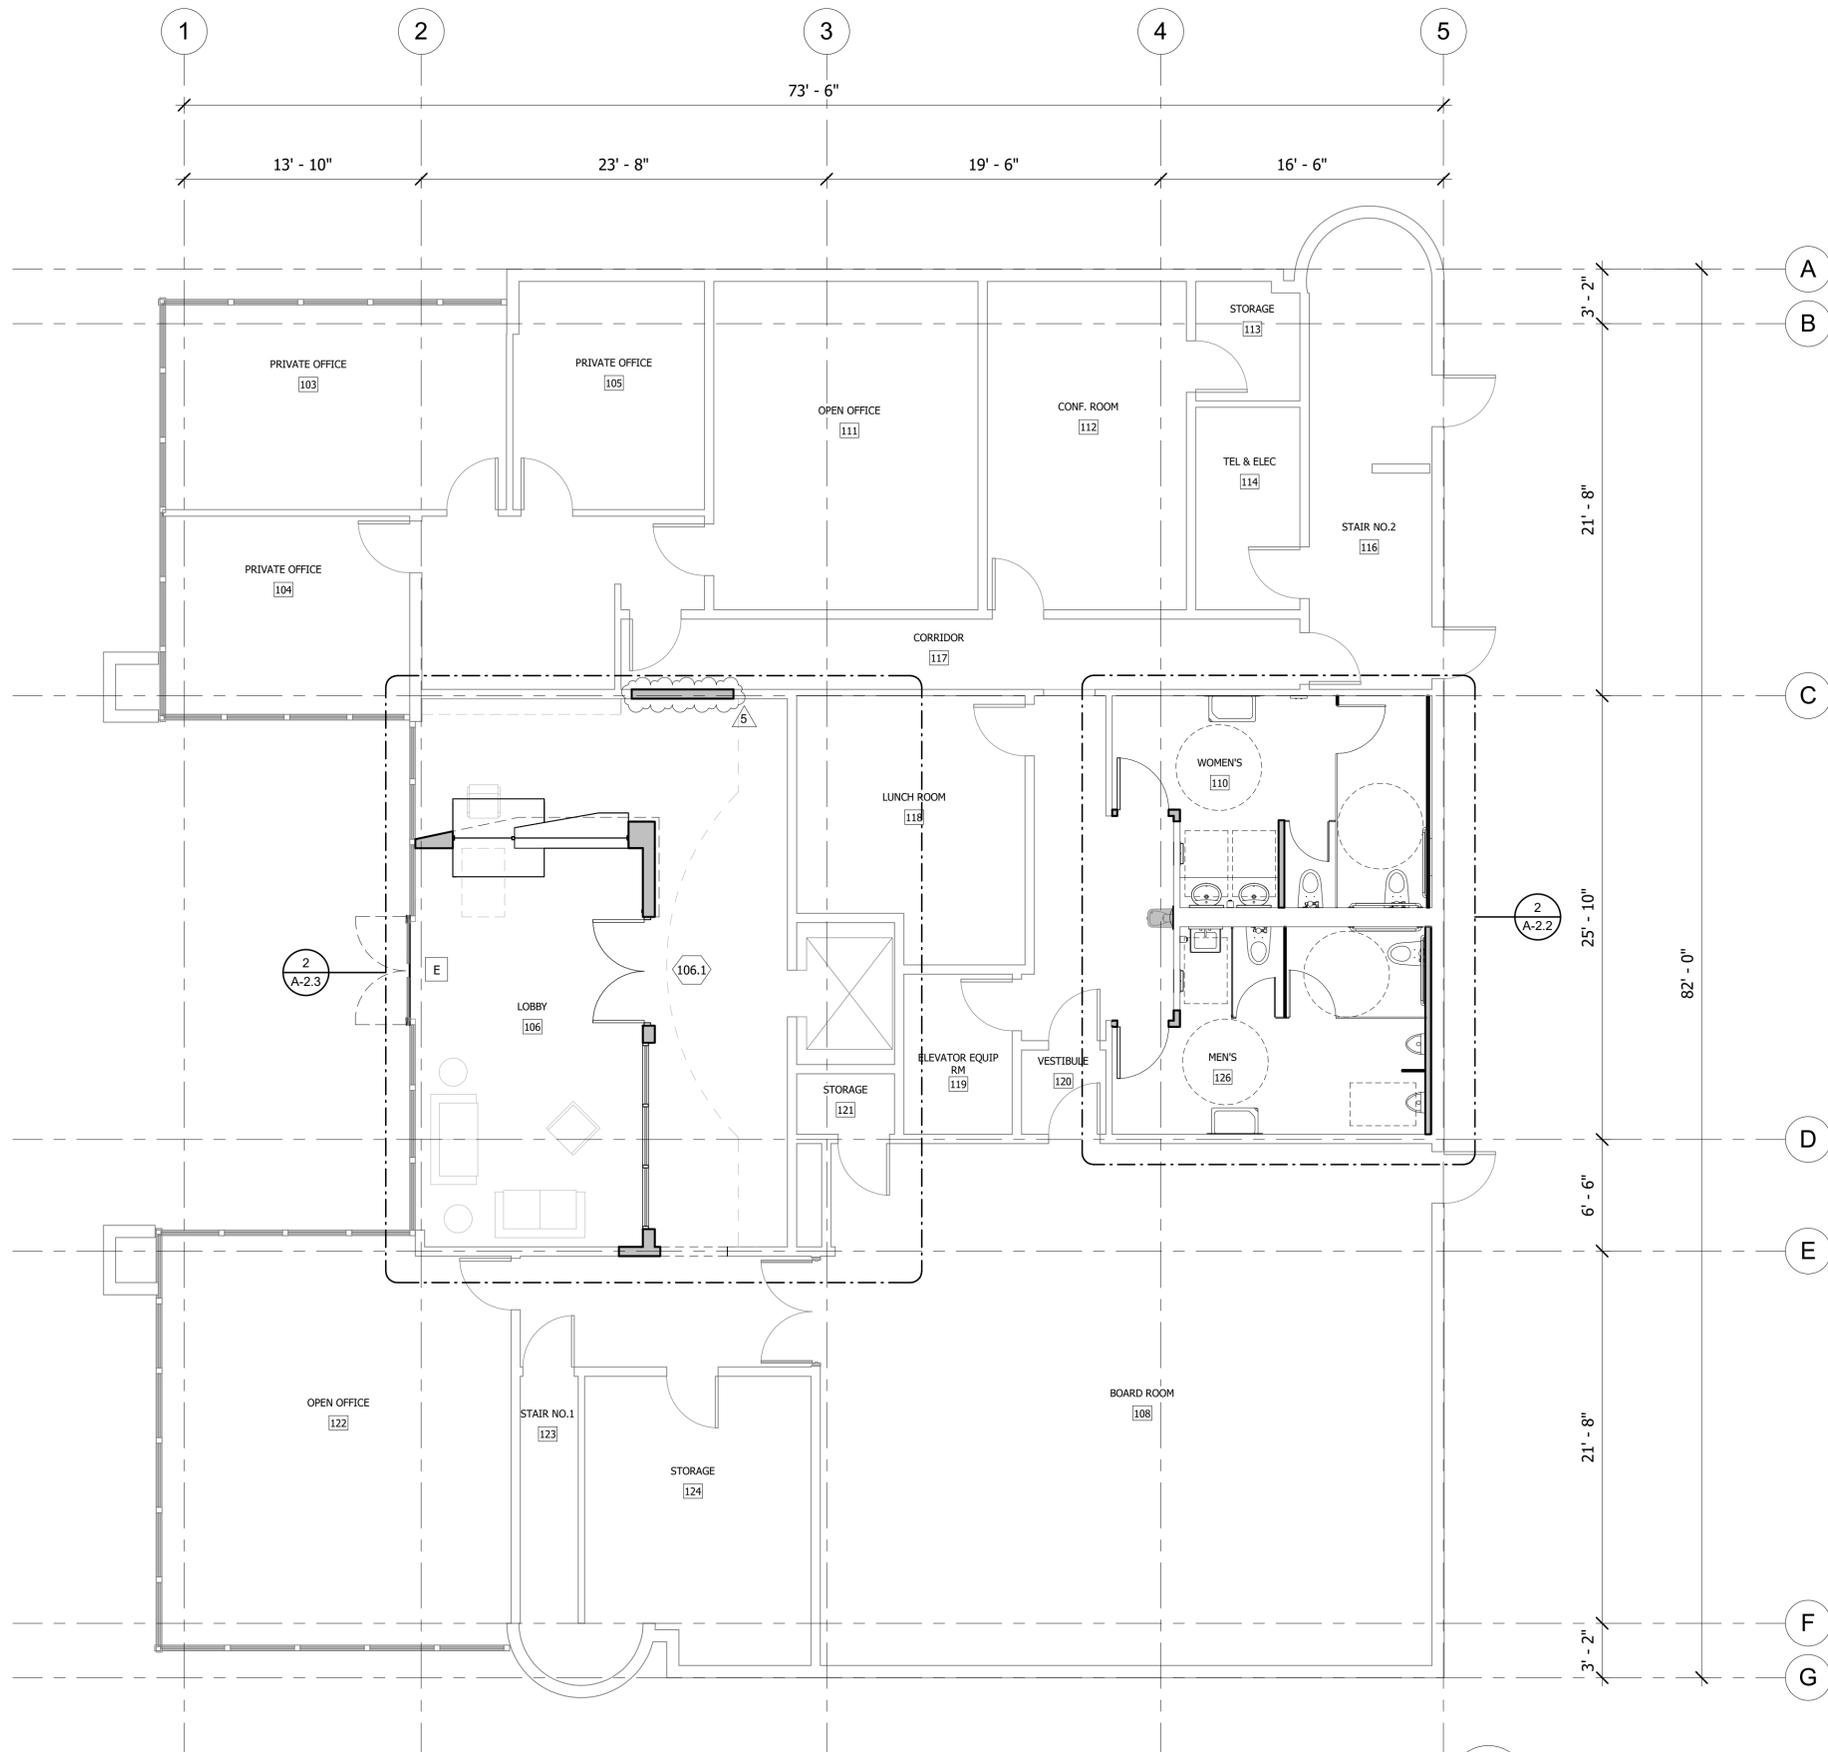 1
2
3
4
5
73' - 6"
13' - 10"
23' - 8"
19' - 6"
16' - 6"
A
3' - 2"
B
STORAGE
113
PRIVATE OFFICE
103
PRIVATE OFFICE
105
OPEN OFFICE
111
CONF. ROOM
112
TEL & ELEC
114
21' - 8"
STAIR NO.2
116
PRIVATE OFFICE
104
CORRIDOR
117
C
5
WOMEN'S
110
LUNCH ROOM
118
2
A-2.2
25' - 10"
2
A-2.3
E
106.1
82' - 0"
LOBBY
106
ELEVATOR EQUIP
RM
119
VESTIBULE
120
MEN'S
126
STORAGE
121
D
6' - 6"
E
OPEN OFFICE
122
STAIR NO.1
123
BOARD ROOM
108
21' - 8"
STORAGE
124
F
3' - 2"
G